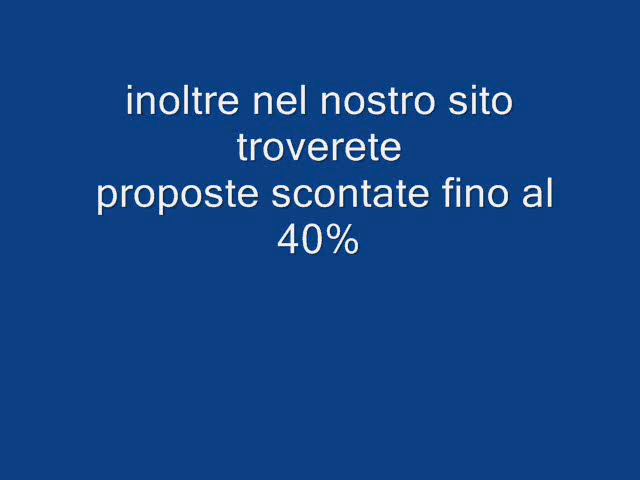 inoltre nel nostro sito
troverete
proposte scontate fino al
40%